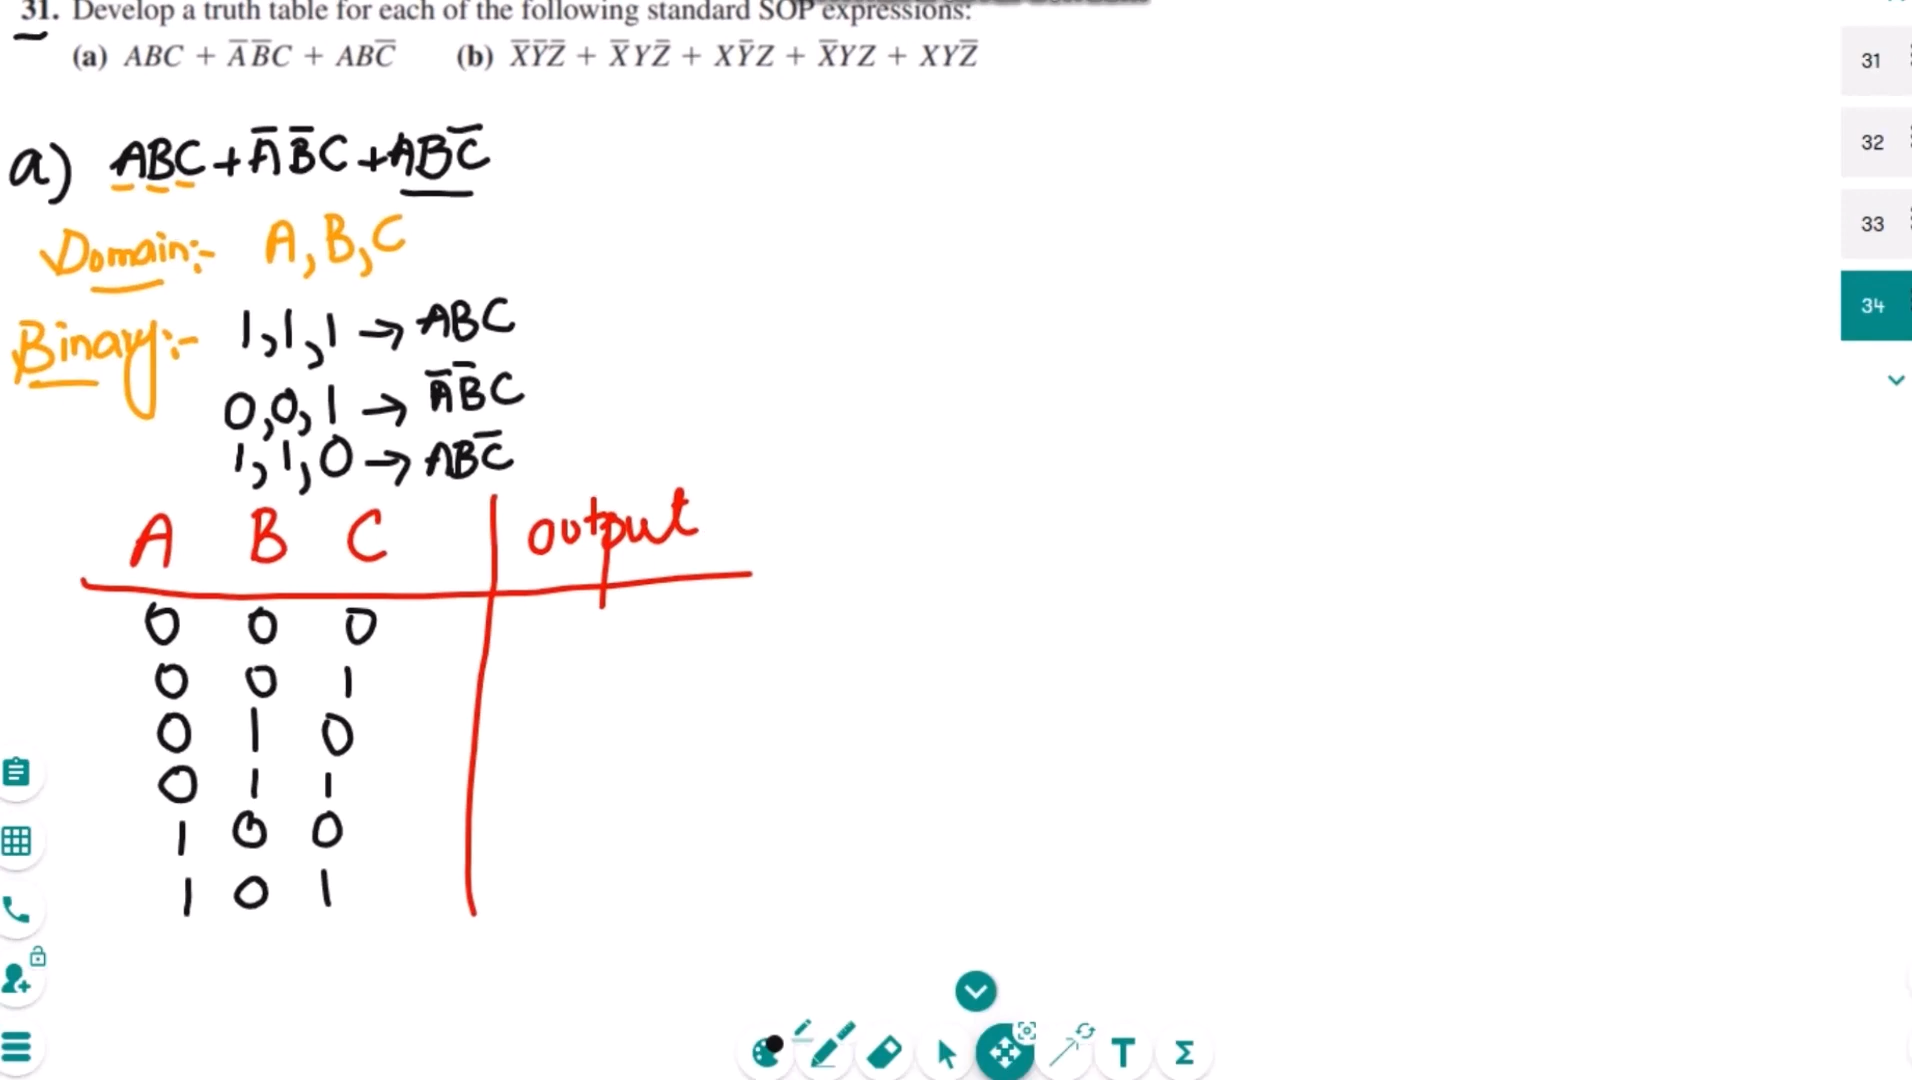 31. Develop a truth table for each of the following standard SOP expressions:
(a) ABC + A̅B̅C + ABC̅ (b) X̅Y̅Z̅ + X̅YZ̅ + XY̅Z + X̅YZ + XYZ̅
a) ABC + A̅ B̅ C + ABC̅
Domain:- A, B, C
Binary:- 1,1,1 → ABC
0,0,1 → A̅B̅C
1,1,0 → ABC̅
A B C output
0 0 0
0 0 1
0 1 0
0 1 1
1 0 0
1 0 1
31
32
33
34
T Σ